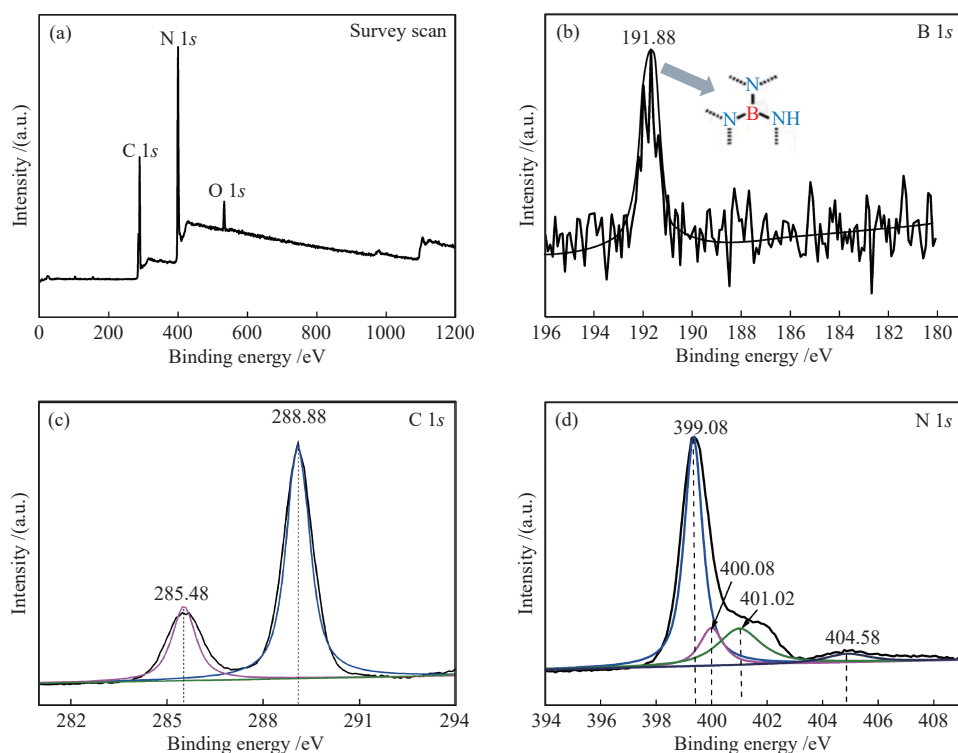 (a)
Survey scan
N 1s
C 1s
O 1s
Intensity /(a.u.)
0 200 400 600 800 1000 1200
Binding energy /eV
(b)
B 1s
191.88
N
N B NH
Intensity /(a.u.)
196 194 192 190 188 186 184 182 180
Binding energy /eV
(c)
C 1s
288.88
285.48
Intensity /(a.u.)
282 285 288 291 294
Binding energy /eV
(d)
N 1s
399.08
400.08
401.02
404.58
Intensity /(a.u.)
394 396 398 400 402 404 406 408
Binding energy /eV